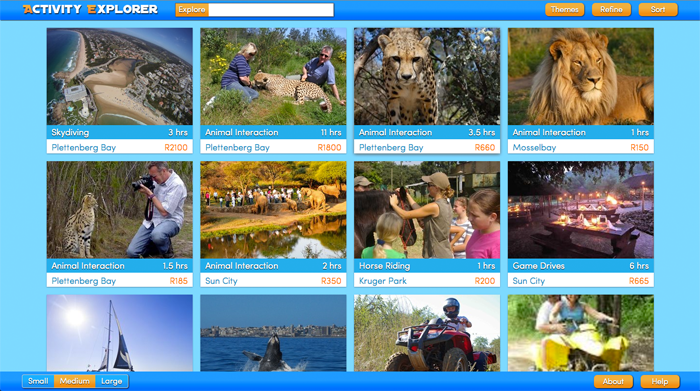 ACTIVITY EXPLORER
Explore
Themes
Refine
Sort
Skydiving 3 hrs
Plettenberg Bay R2100
Animal Interaction 11 hrs
Plettenberg Bay R1800
Animal Interaction 3.5 hrs
Plettenberg Bay R660
Animal Interaction 1 hrs
Mosselbay R150
Animal Interaction 1.5 hrs
Plettenberg Bay R185
Animal Interaction 2 hrs
Sun City R350
Horse Riding 1 hrs
Kruger Park R200
Game Drives 6 hrs
Sun City R665
Small Medium Large
About
Help